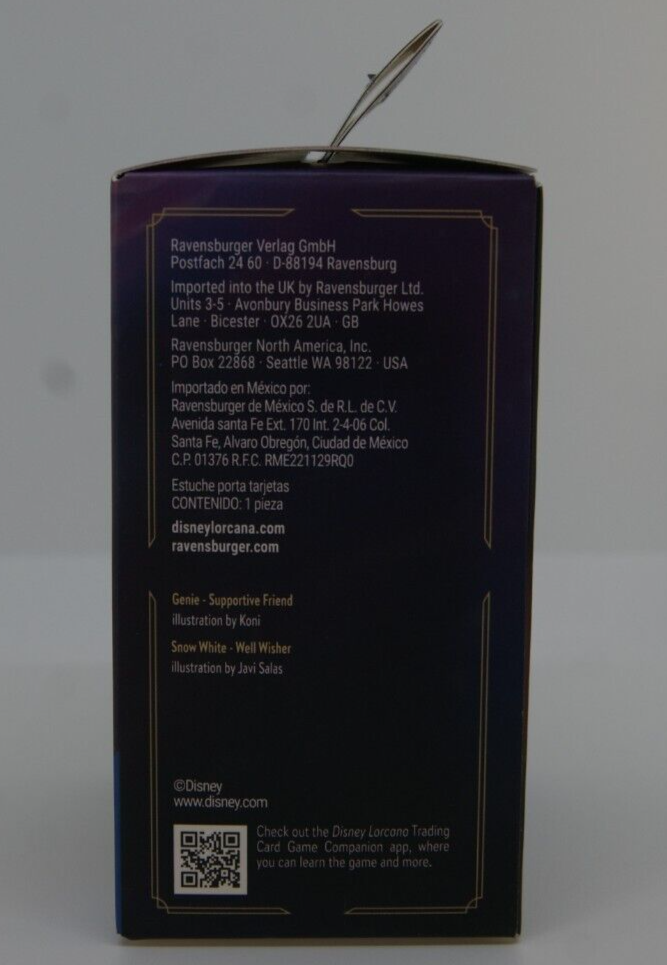 Ravensburger Verlag GmbH
Postfach 24 60 · D-88194 Ravensburg
Imported into the UK by Ravensburger Ltd.
Units 3-5 · Avonbury Business Park Howes
Lane · Bicester · OX26 2UA · GB
Ravensburger North America, Inc.
PO Box 22868 · Seattle WA 98122 · USA
Importado en México por:
Ravensburger de México S. de R.L. de C.V.
Avenida santa Fe Ext. 170 Int. 2-4-06 Col.
Santa Fe, Alvaro Obregón, Ciudad de México
C.P. 01376 R.F.C. RME221129RQ0
Estuche porta tarjetas
CONTENIDO: 1 pieza
disneylorcana.com
ravensburger.com
Genie - Supportive Friend
illustration by Koni
Snow White - Well Wisher
illustration by Javi Salas
©Disney
www.disney.com
Check out the Disney Lorcana Trading
Card Game Companion app, where
you can learn the game and more.